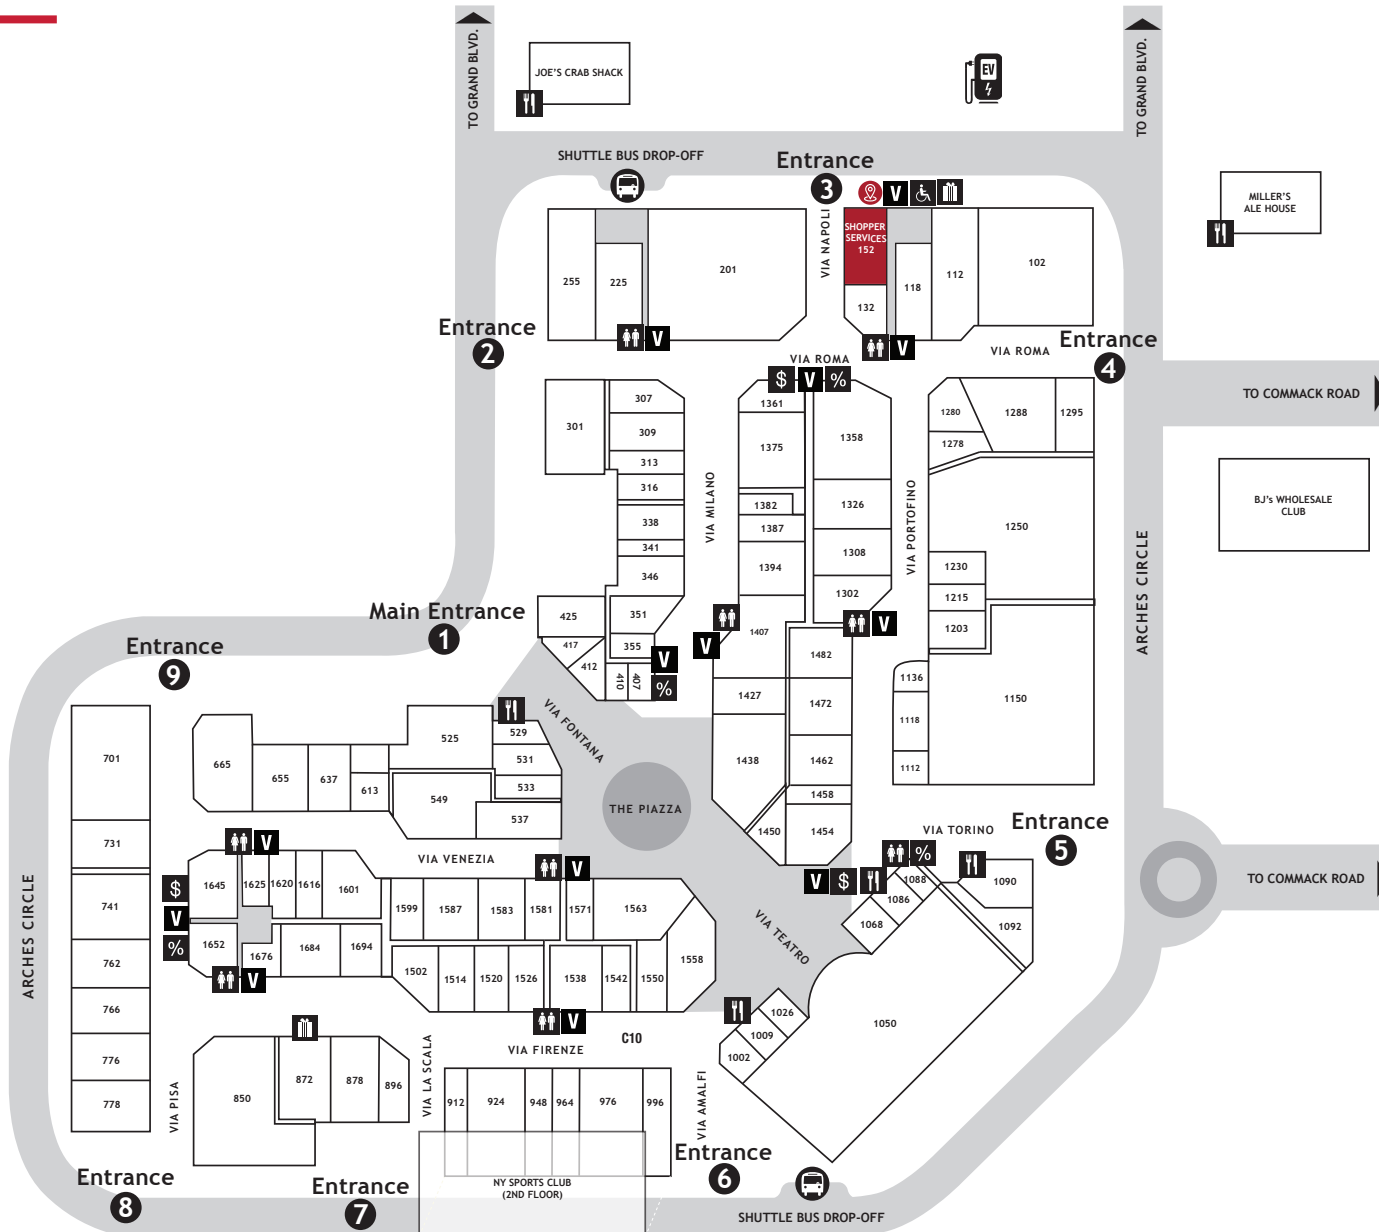 TO GRAND BLVD.
TO GRAND BLVD.
JOE'S CRAB SHACK
EV
SHUTTLE BUS DROP-OFF
Entrance
3
V
MILLER'S
ALE HOUSE
VIA NAPOLI
SHOPPER
SERVICES
152
255
225
201
132
118
112
102
Entrance
2
V
V
VIA ROMA
VIA ROMA
Entrance
4
$
V
%
TO COMMACK ROAD
301
307
309
313
316
338
341
346
351
355
VIA MILANO
1361
1375
1382
1387
1394
1407
1358
1326
1308
1302
VIA PORTOFINO
1280
1278
1288
1295
1250
1230
1215
1203
1150
1136
1118
1112
BJ's WHOLESALE
CLUB
ARCHES CIRCLE
Main Entrance
1
425
417
412
410
407
V
%
V
V
1482
1472
1462
1458
1454
1450
1427
1438
Entrance
9
VIA FONTANA
THE PIAZZA
701
731
741
762
766
776
778
665
655
637
613
525
549
529
531
533
537
VIA TORINO
Entrance
5
VIA VENEZIA
V
V
V
$
%
TO COMMACK ROAD
ARCHES CIRCLE
$
V
%
1645
1625
1620
1616
1601
1599
1587
1583
1581
1571
1563
1652
1676
1684
1694
1502
1514
1520
1526
1538
1542
1550
1558
V
V
VIA TEATRO
1088
1086
1068
1090
1092
1050
1026
1009
1002
C10
VIA FIRENZE
VIA LA SCALA
VIA PISA
VIA AMALFI
850
872
878
896
912
924
948
964
976
996
Entrance
8
Entrance
7
NY SPORTS CLUB
(2ND FLOOR)
Entrance
6
SHUTTLE BUS DROP-OFF